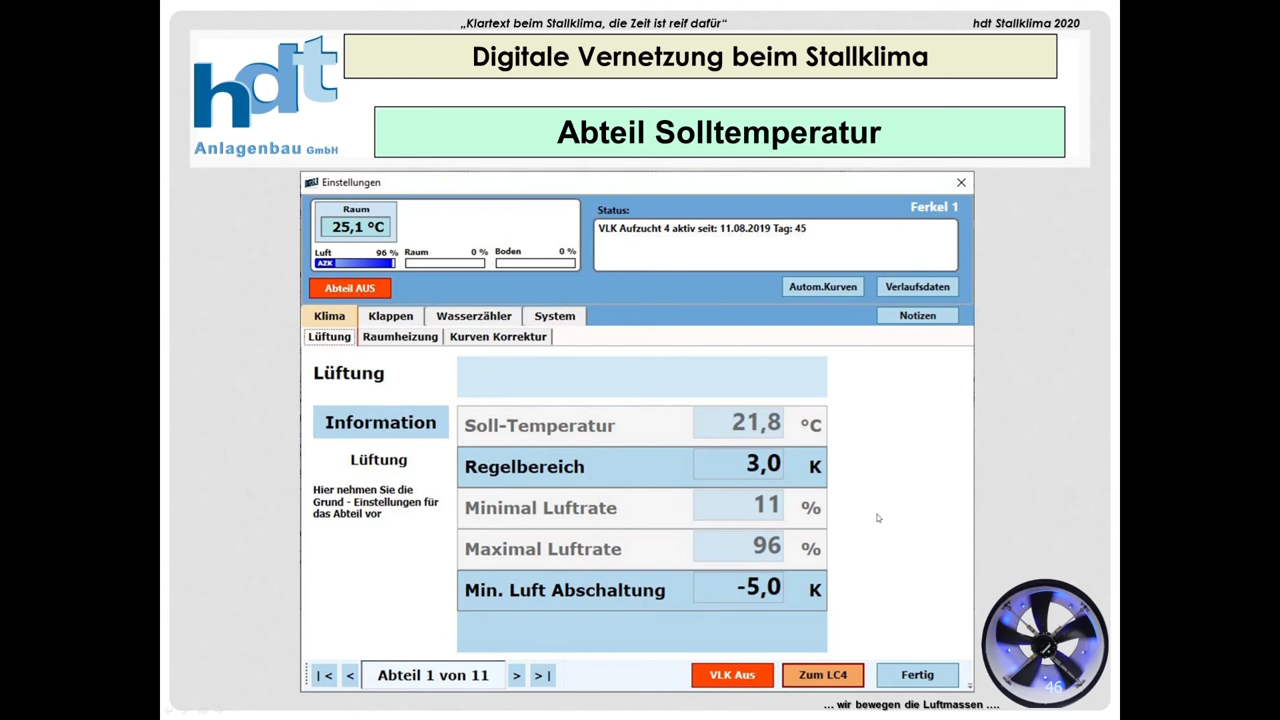 „Klartext beim Stallklima, die Zeit ist reif dafür“
hdt Stallklima 2020
hdt
Anlagenbau GmbH
Digitale Vernetzung beim Stallklima
Abteil Solltemperatur
Einstellungen
Raum
25,1 °C
Luft 96 % Raum 0 % Boden 0 %
AZK
Status:
Ferkel 1
VLK Aufzucht 4 aktiv seit: 11.08.2019 Tag: 45
Abteil AUS
Autom.Kurven
Verlaufsdaten
Klima Klappen Wasserzähler System
Notizen
Lüftung Raumheizung Kurven Korrektur
Lüftung
Information
Lüftung
Hier nehmen Sie die
Grund - Einstellungen für
das Abteil vor
Soll-Temperatur 21,8 °C
Regelbereich 3,0 K
Minimal Luftrate 11 %
Maximal Luftrate 96 %
Min. Luft Abschaltung -5,0 K
|< < Abteil 1 von 11 > >|
VLK Aus
Zum LC4
Fertig
46
... wir bewegen die Luftmassen ....